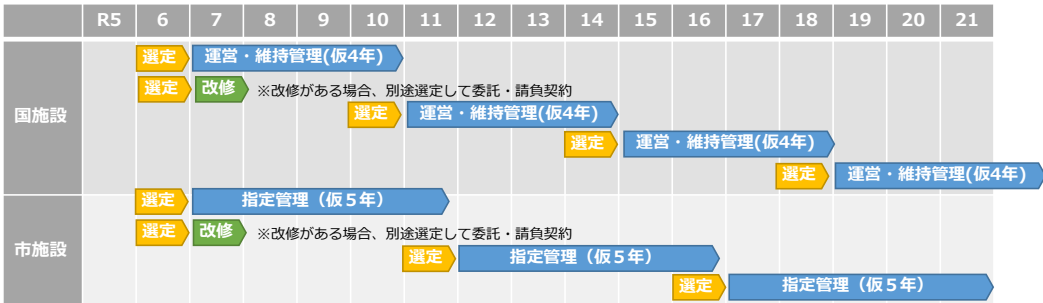 R5 6 7 8 9 10 11 12 13 14 15 16 17 18 19 20 21
国施設
選定 運営・維持管理(仮4年)
選定 改修 ※改修がある場合、別途選定して委託・請負契約
選定 運営・維持管理(仮4年)
選定 運営・維持管理(仮4年)
選定 運営・維持管理(仮4年)
市施設
選定 指定管理（仮５年）
選定 改修 ※改修がある場合、別途選定して委託・請負契約
選定 指定管理（仮５年）
選定 指定管理（仮５年）